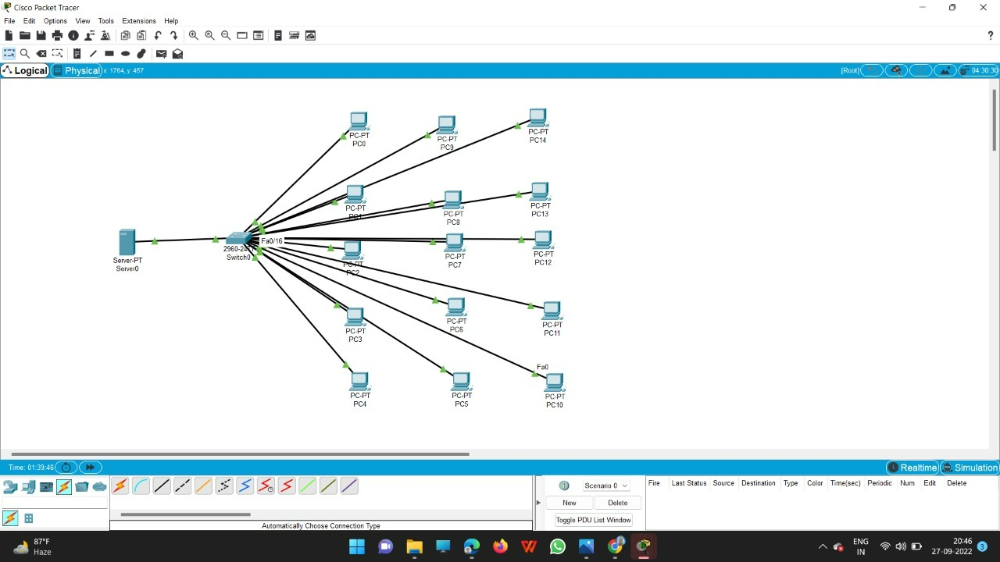 Cisco Packet Tracer
File Edit Options View Tools Extensions Help
?
Logical Physical x: 1764, y: 457 [Root] 04:30:30
PC-PT
PC0
PC-PT
PC9
PC-PT
PC14
PC-PT
PC1
PC-PT
PC8
PC-PT
PC13
Server-PT
Server0
2960-24
Switch0
Fa0/16
PC-PT
PC2
PC-PT
PC7
PC-PT
PC12
PC-PT
PC3
PC-PT
PC6
PC-PT
PC11
PC-PT
PC4
PC-PT
PC5
Fa0
PC-PT
PC10
Time: 01:39:46 Realtime Simulation
Scenario 0
New Delete
Toggle PDU List Window
Fire Last Status Source Destination Type Color Time(sec) Periodic Num Edit Delete
Automatically Choose Connection Type
87°F
Haze
ENG
IN
20:46
27-09-2022
3